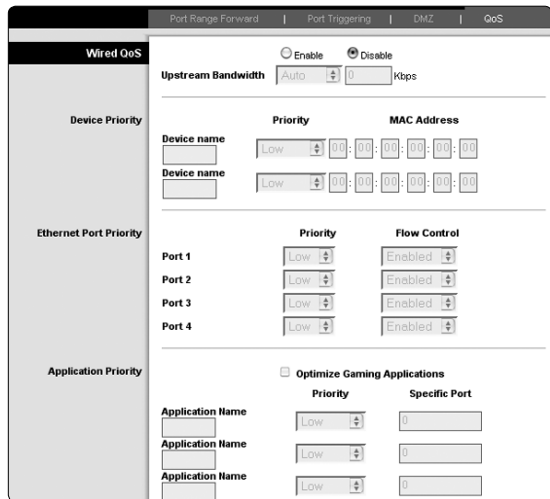 Port Range Forward | Port Triggering | DMZ | QoS
Wired QoS
Enable Disable
Upstream Bandwidth Auto 0 Kbps
Device Priority
Priority MAC Address
Device name
Low 00 : 00 : 00 : 00 : 00 : 00
Device name
Low 00 : 00 : 00 : 00 : 00 : 00
Ethernet Port Priority
Priority Flow Control
Port 1 Low Enabled
Port 2 Low Enabled
Port 3 Low Enabled
Port 4 Low Enabled
Application Priority
Optimize Gaming Applications
Priority Specific Port
Application Name
Low 0
Application Name
Low 0
Application Name
Low 0